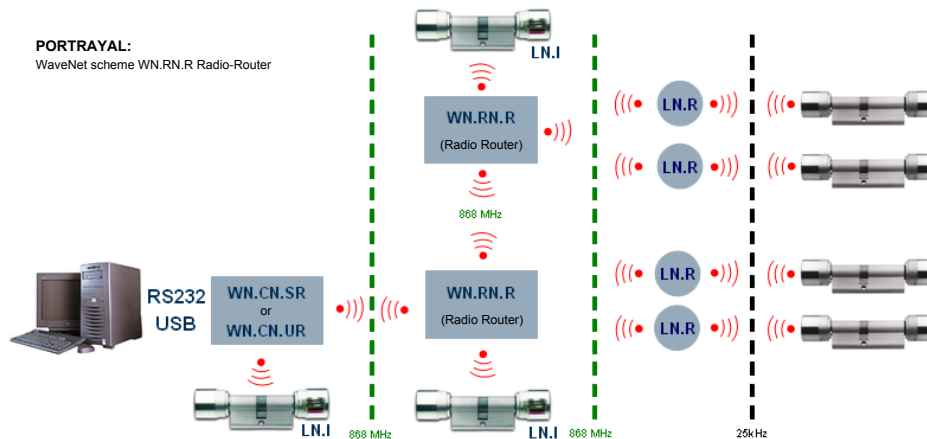 PORTRAYAL:
WaveNet scheme WN.RN.R Radio-Router
LN.I
WN.RN.R
(Radio Router)
LN.R
LN.R
868 MHz
RS232
USB
WN.CN.SR
or
WN.CN.UR
WN.RN.R
(Radio Router)
LN.R
LN.R
LN.I
LN.I
868 MHz
868 MHz
25kHz